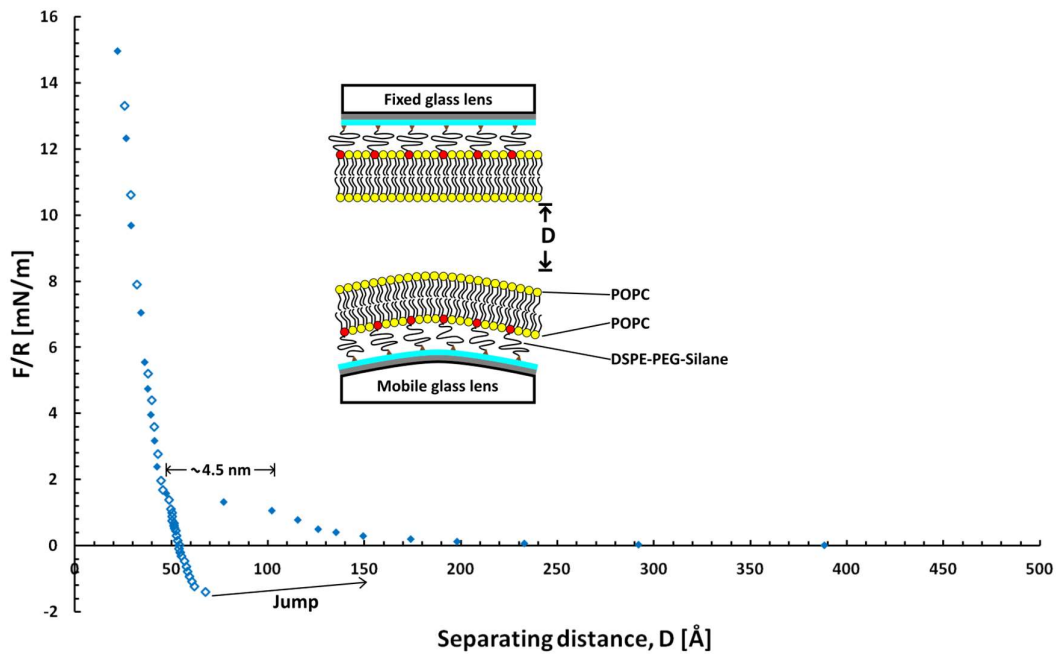 F/R [mN/m]
16
14
12
10
8
6
4
2
0
-2
0
50
100
150
200
250
300
350
400
450
500
Separating distance, D [Å]
Fixed glass lens
D
POPC
POPC
DSPE-PEG-Silane
Mobile glass lens
~4.5 nm
Jump